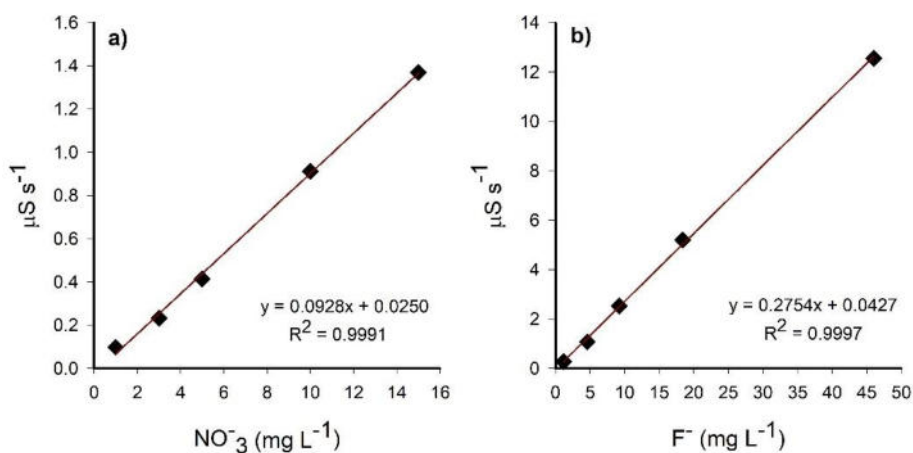 a)
1.6
1.4
1.2
1.0
0.8
0.6
0.4
0.2
0.0
µS s⁻¹
y = 0.0928x + 0.0250
R² = 0.9991
0 2 4 6 8 10 12 14 16
NO⁻₃ (mg L⁻¹)
b)
14
12
10
8
6
4
2
0
µS s⁻¹
y = 0.2754x + 0.0427
R² = 0.9997
0 5 10 15 20 25 30 35 40 45 50
F⁻ (mg L⁻¹)